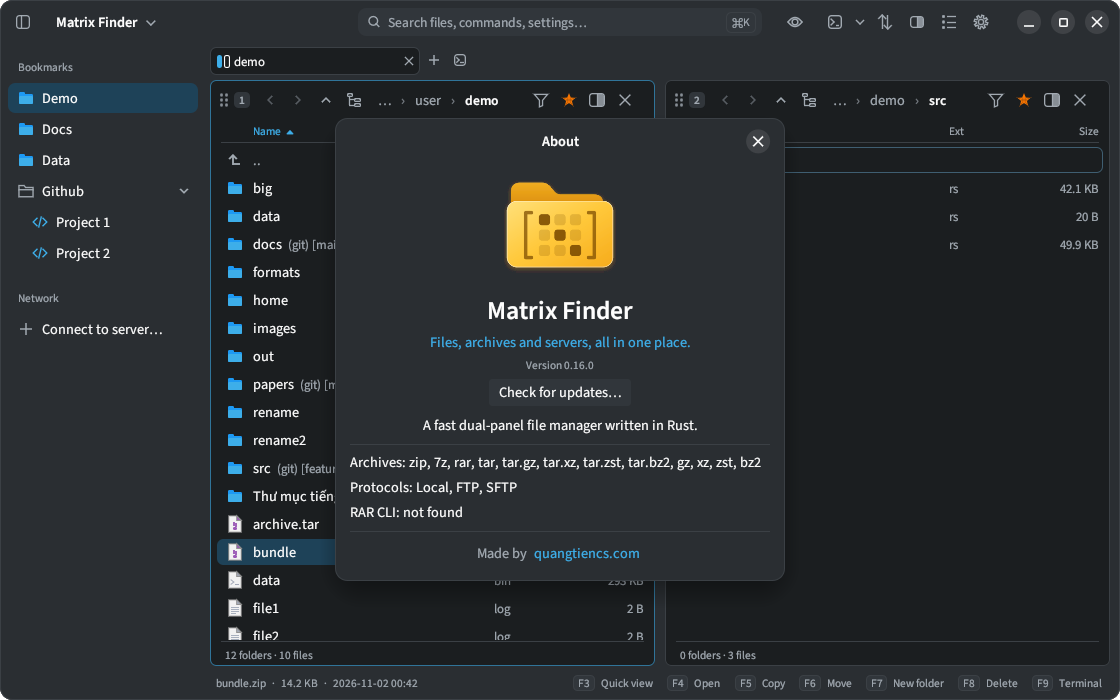 Matrix Finder
Search files, commands, settings…
⌘K
Bookmarks
Demo
Docs
Data
Github
Project 1
Project 2
Network
Connect to server…
demo
1
… › user › demo
Name
..
big
data
docs (git) [mai
formats
home
images
out
papers (git) [m
rename
rename2
src (git) [featur
Thư mục tiến
archive.tar
bundle
data bin 293 KB
file1 log 2 B
file2 log 2 B
12 folders · 10 files
2
… › demo › src
Ext Size
rs 42.1 KB
rs 20 B
rs 49.9 KB
0 folders · 3 files
About
Matrix Finder
Files, archives and servers, all in one place.
Version 0.16.0
Check for updates…
A fast dual-panel file manager written in Rust.
Archives: zip, 7z, rar, tar, tar.gz, tar.xz, tar.zst, tar.bz2, gz, xz, zst, bz2
Protocols: Local, FTP, SFTP
RAR CLI: not found
Made by quangtiencs.com
bundle.zip · 14.2 KB · 2026-11-02 00:42
F3 Quick view F4 Open F5 Copy F6 Move F7 New folder F8 Delete F9 Terminal